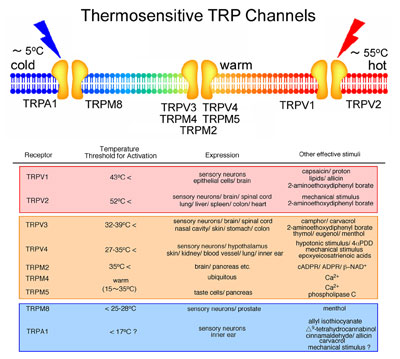 Thermosensitive TRP Channels
~ 5ºC
~ 55ºC
cold
warm
hot
TRPA1
TRPM8
TRPV3
TRPV4
TRPV1
TRPV2
TRPM4
TRPM5
TRPM2
Receptor
Temperature
Threshold for Activation
Expression
Other effective stimuli
TRPV1
43ºC <
sensory neurons
epithel cells/ brain
capsaicin/ proton
lipids/ allicin
2-aminoethoxydiphenyl borate
TRPV2
52ºC <
sensory neurons/ brain/ spinal cord
lung/ liver/ spleen/ colon/ heart
mechanical stimulus
2-aminoethoxydiphenyl borate
TRPV3
32-39ºC <
sensory neurons/ brain/ spinal cord
nasal cavity/ skin/ stomach/ colon
camphor/ carvacrol
2-aminoethoxydiphenyl borate
thymol/ eugenol/ menthol
TRPV4
27-35ºC <
sensory neurons/ hypothatamus
skin/ kidney/ blood vessel/ lung/ inner ear
hypotonic stimulus/ 4αPDD
mechanical stimulus
epoxyeicosatrienoic acids
TRPM2
35ºC <
brain/ pancreas etc
cADPR/ ADPR/ β-NAD⁺
TRPM4
warm
ubiquitous
Ca²⁺
TRPM5
(15~35ºC)
taste cells/ pancreas
Ca²⁺
phospholipase C
TRPM8
< 25-28ºC
sensory neurons/ prostate
menthol
TRPA1
< 17ºC ?
sensory neurons
inner ear
allyl isothiocyanate
Δ⁹-tetrahydrocannabinol
cinnamaldehyde/ allicin
carvacrol
mechanical stimulus ?